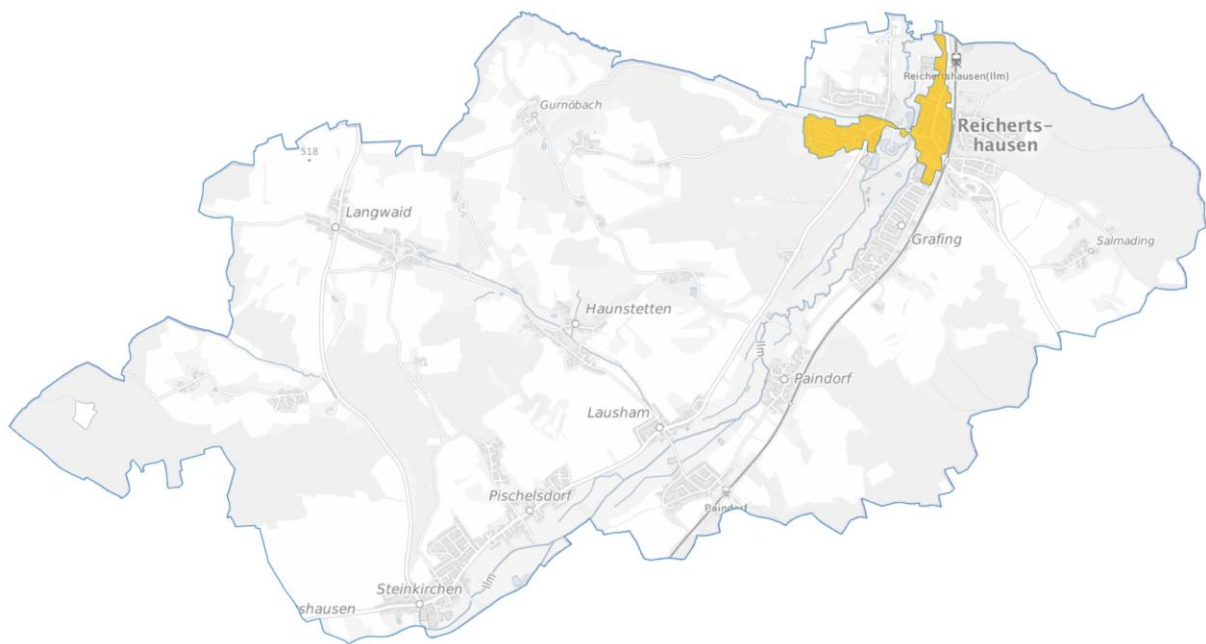 Reichertshausen(Ilm)
Gurnöbach
Reicherts-
hausen
518
Langwaid
Grafing
Salmading
Haunstetten
Ilm
Paindorf
Lausham
Pischelsdorf
Paindorf
Steinkirchen
Ilm
shausen